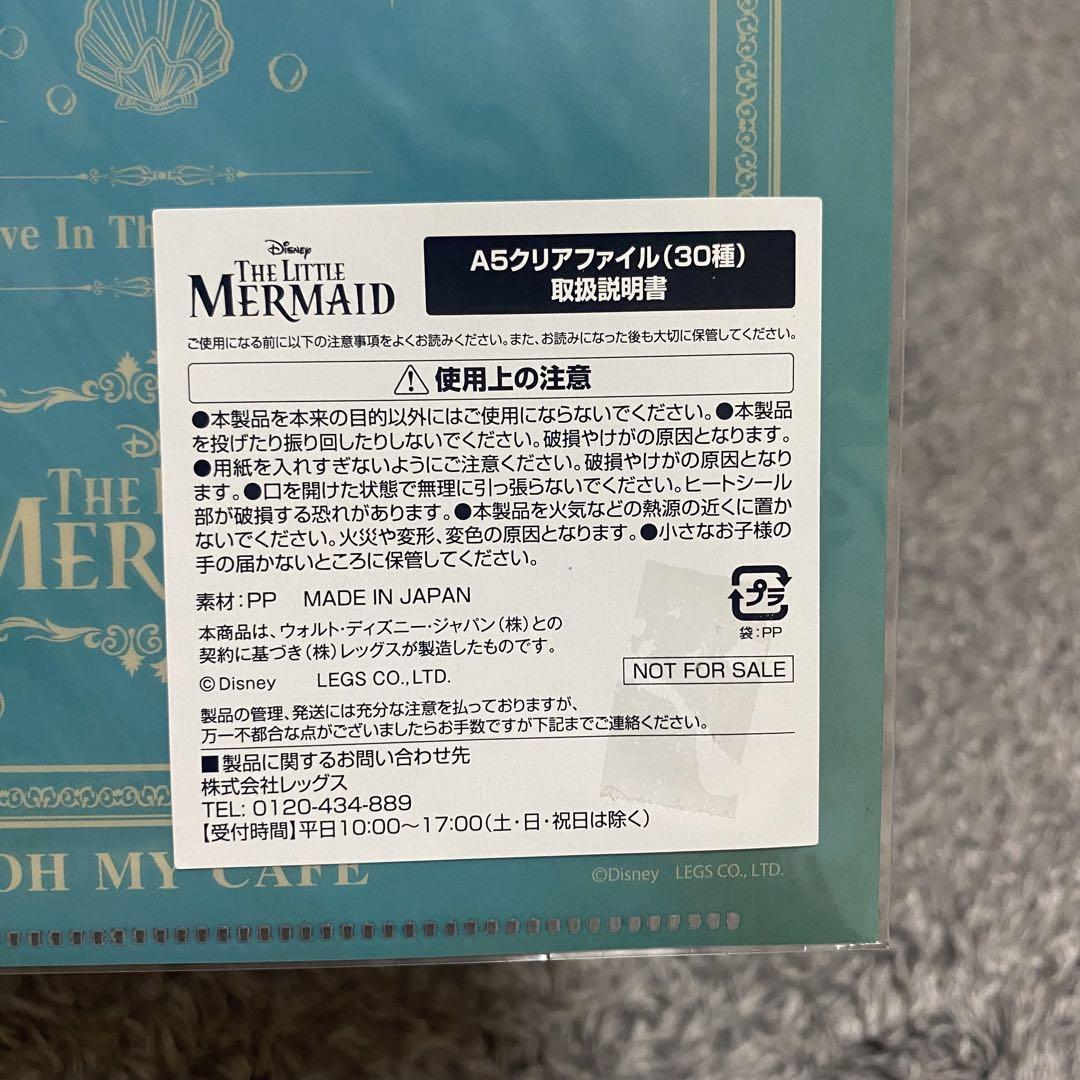 ve In Th
Disney
THE LITTLE
MERMAID
A5クリアファイル(30種)
取扱説明書
ご使用になる前に以下の注意事項をよくお読みください。また、お読みになった後も大切に保管してください。
使用上の注意
●本製品を本来の目的以外にはご使用にならないでください。●本製品
を投げたり振り回したりしないでください。破損やけがの原因となります。
●用紙を入れすぎないようにご注意ください。破損やけがの原因となり
ます。●口を開けた状態で無理に引っ張らないでください。ヒートシール
部が破損する恐れがあります。●本製品を火気などの熱源の近くに置か
ないでください。火災や変形、変色の原因となります。●小さなお子様の
手の届かないところに保管してください。
素材:PP MADE IN JAPAN
プラ
袋:PP
本商品は、ウォルト・ディズニー・ジャパン(株)との
契約に基づき(株)レッグスが製造したものです。
©Disney LEGS CO.,LTD.
NOT FOR SALE
製品の管理、発送には充分な注意を払っておりますが、
万一不都合な点がございましたらお手数ですが下記までご連絡ください。
■製品に関するお問い合わせ先
株式会社レッグス
TEL: 0120-434-889
【受付時間】平日10:00～17:00(土・日・祝日は除く)
THE L
MER
OH MY CAFE
©Disney LEGS CO., LTD.